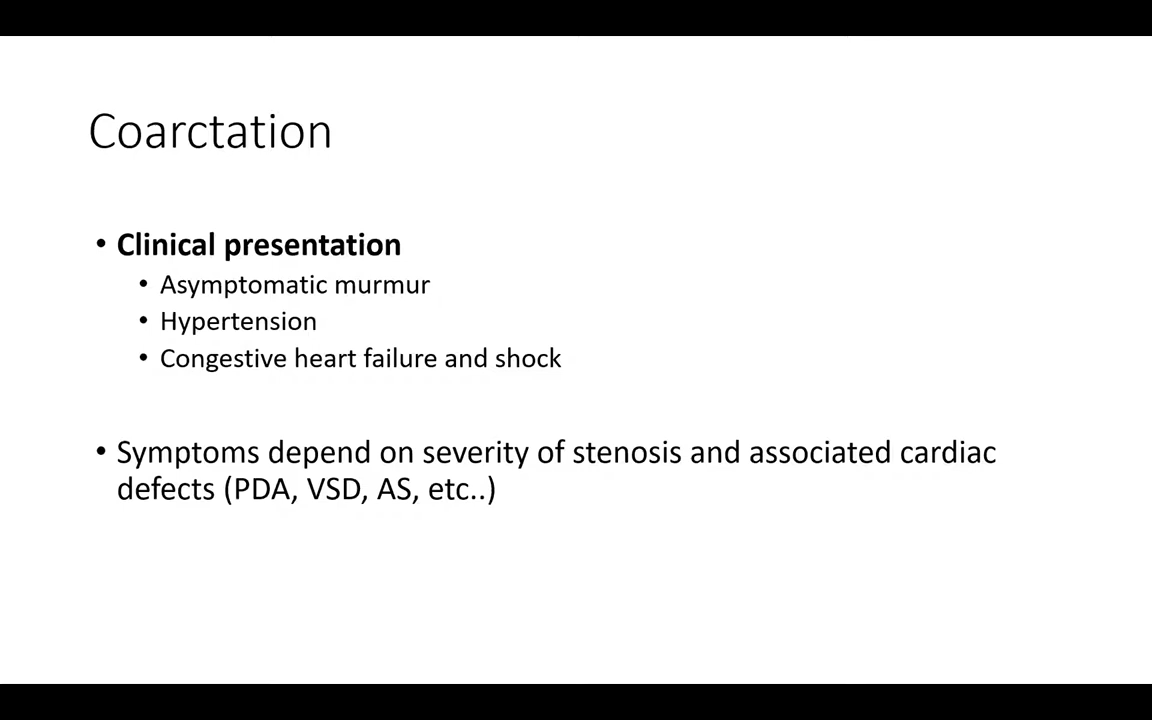 Coarctation
• Clinical presentation
• Asymptomatic murmur
• Hypertension
• Congestive heart failure and shock
• Symptoms depend on severity of stenosis and associated cardiac
defects (PDA, VSD, AS, etc..)